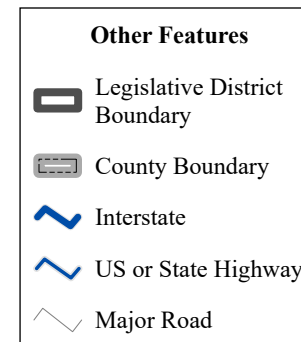 Other Features
Legislative District
Boundary
County Boundary
Interstate
US or State Highway
Major Road